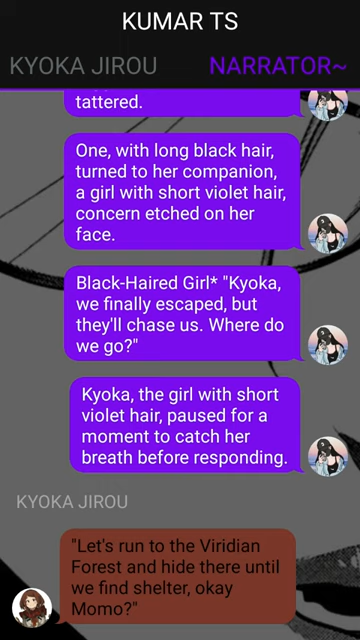 KUMAR TS
KYOKA JIROU
NARRATOR~
tattered.
One, with long black hair,
turned to her companion,
a girl with short violet hair,
concern etched on her
face.
Black-Haired Girl* "Kyoka,
we finally escaped, but
they'll chase us. Where do
we go?"
Kyoka, the girl with short
violet hair, paused for a
moment to catch her
breath before responding.
KYOKA JIROU
"Let's run to the Viridian
Forest and hide there until
we find shelter, okay
Momo?"